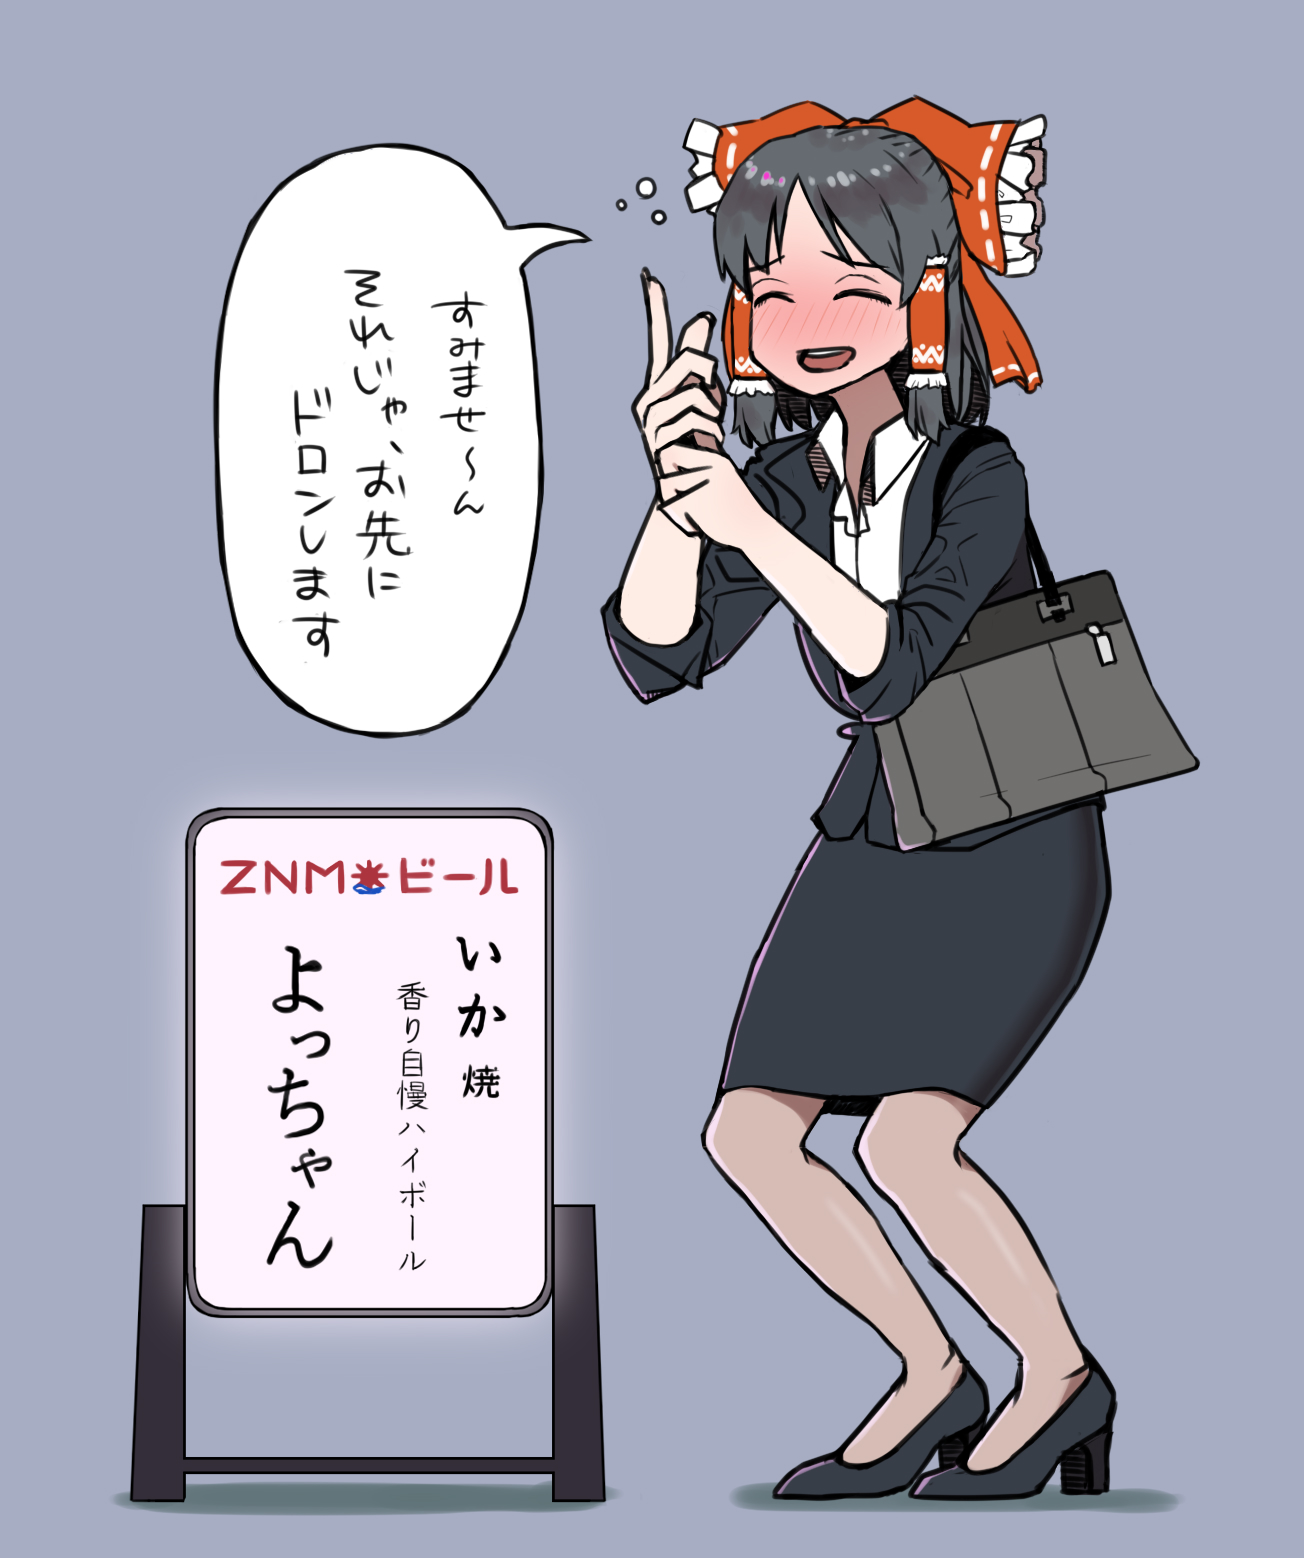 すみませ～ん
それじゃ、お先に
ドロンします
ZNMビール
いか焼
香り自慢ハイボール
よっちゃん